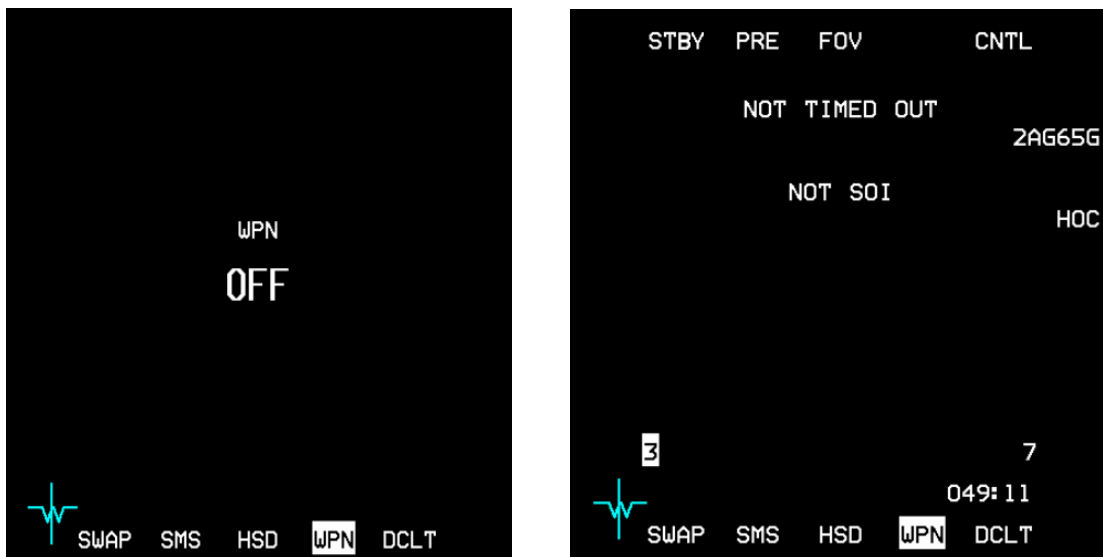 WPN
OFF
SWAP SMS HSD WPN DCLT
STBY PRE FOV CNTL
NOT TIMED OUT
2AG65G
NOT SOI
HOC
3 7
049:11
SWAP SMS HSD WPN DCLT